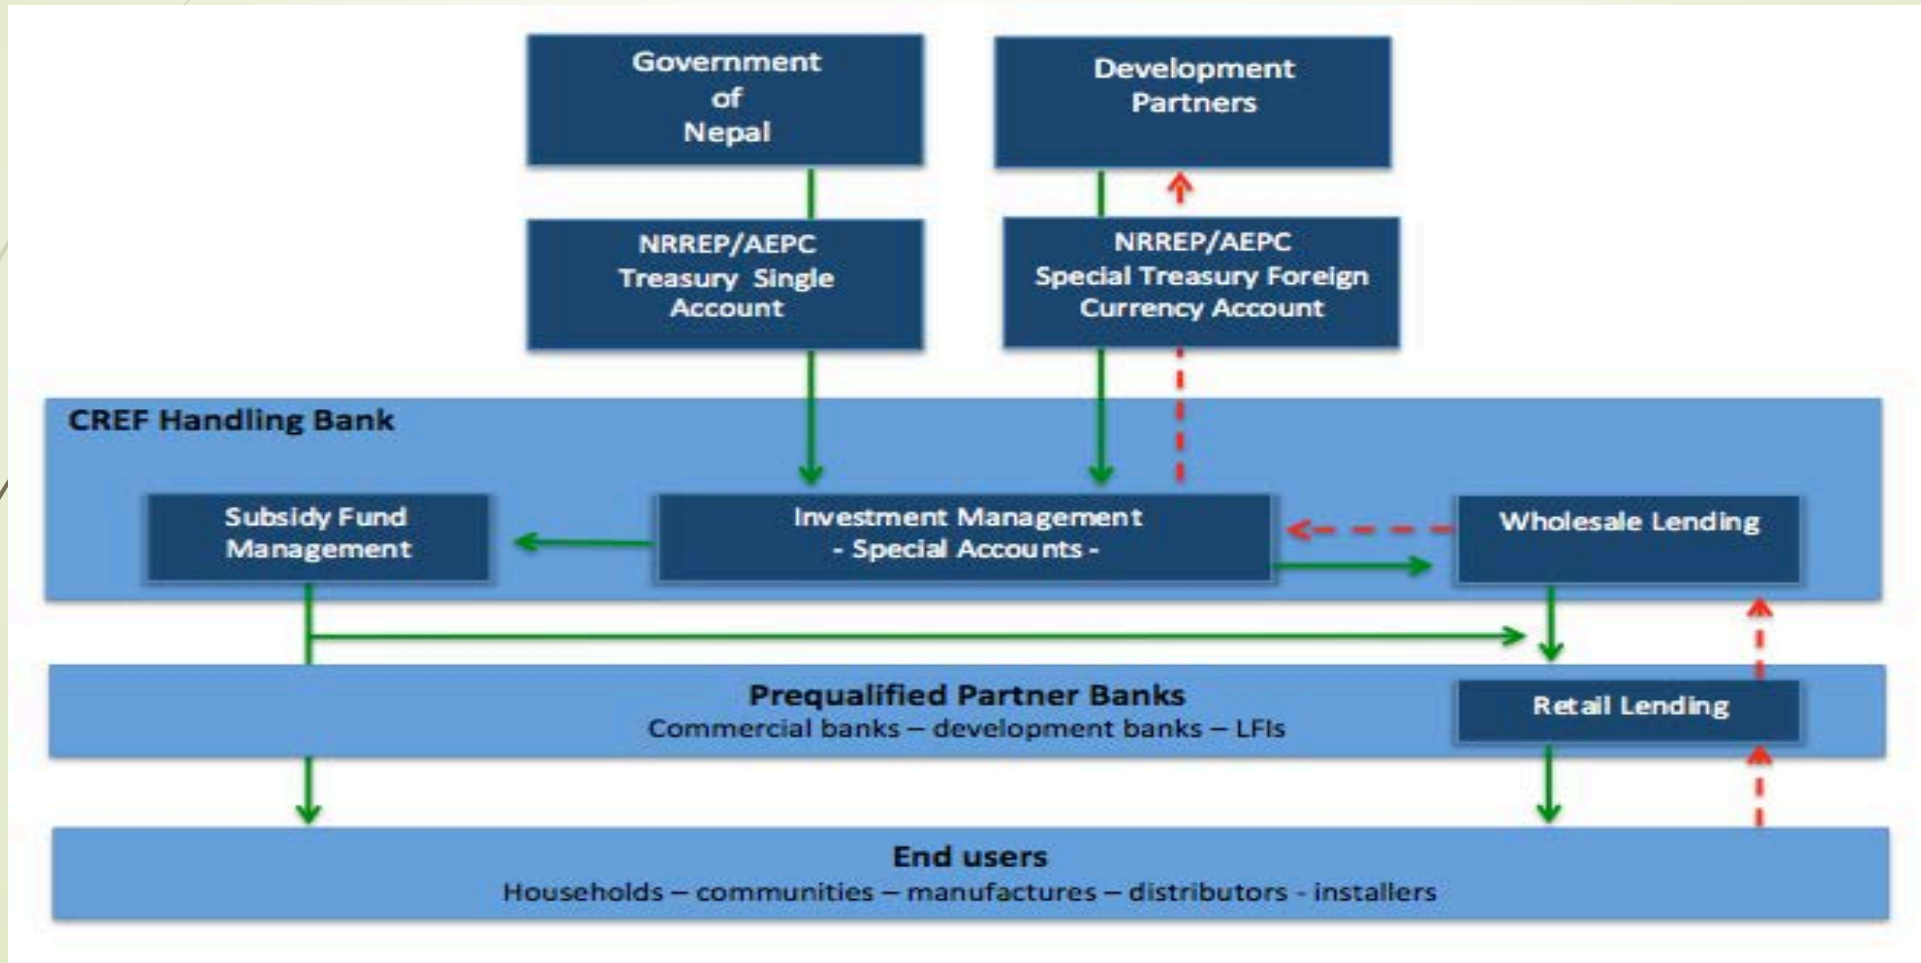 Government
of
Nepal
Development
Partners
NRREP/AEPC
Treasury Single
Account
NRREP/AEPC
Special Treasury Foreign
Currency Account
CREF Handling Bank
Subsidy Fund
Management
Investment Management
- Special Accounts -
Wholesale Lending
Prequalified Partner Banks
Commercial banks – development banks – LFIs
Retail Lending
End users
Households – communities – manufactures – distributors - installers